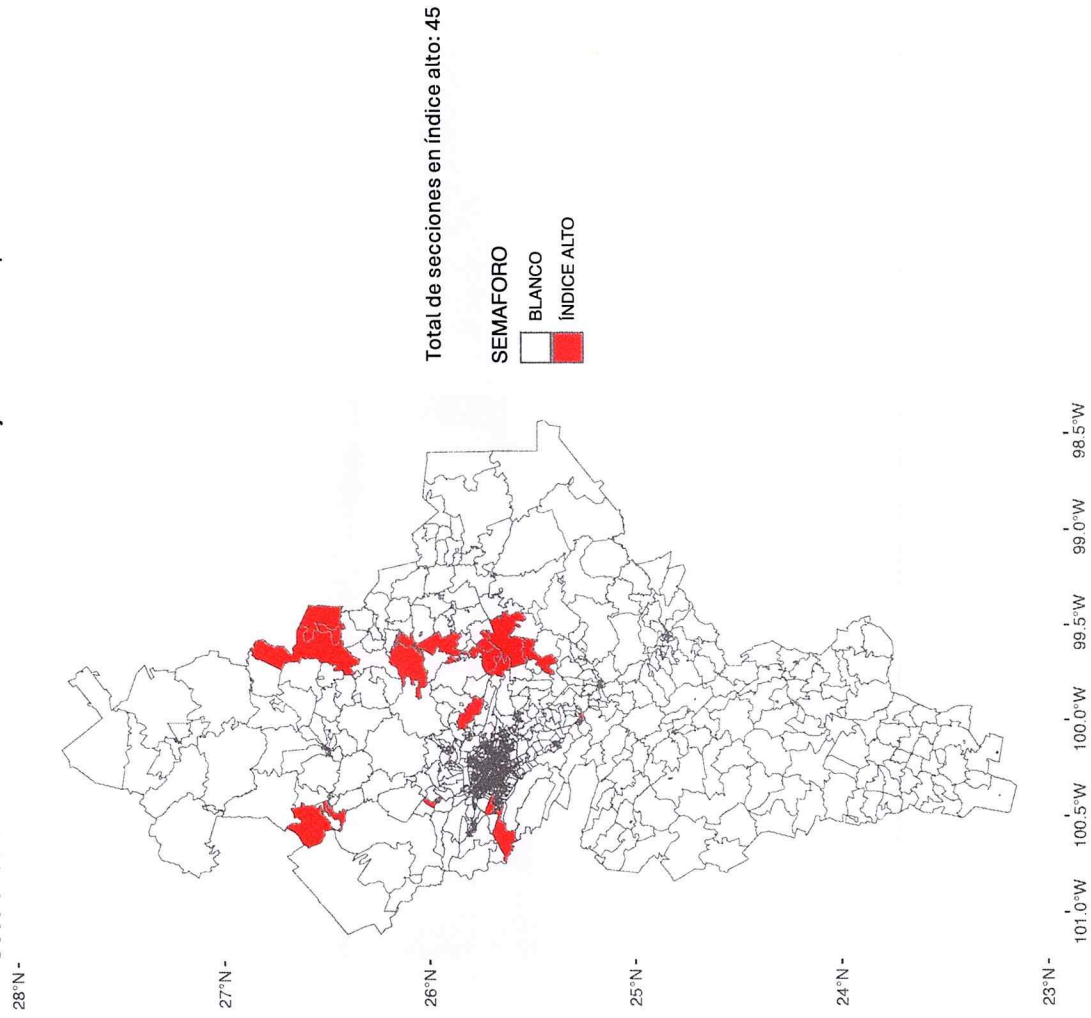 28°N
27°N
26°N
25°N
24°N
23°N
101.0°W
100.5°W
100.0°W
99.5°W
99.0°W
98.5°W
Total de secciones en índice alto: 45
SEMAFORO
BLANCO
ÍNDICE ALTO